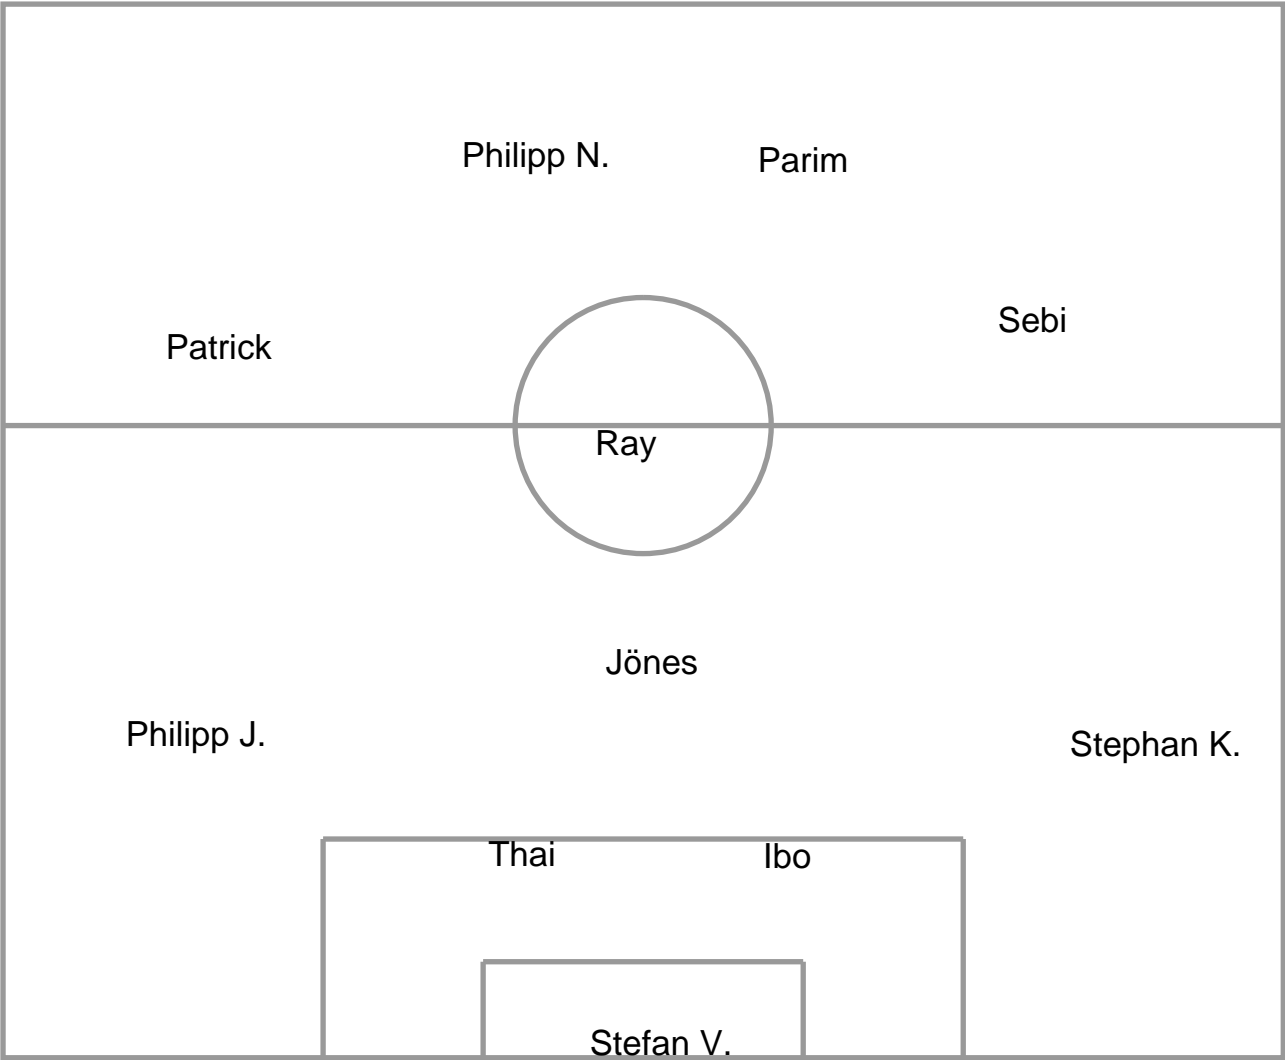 Philipp N.
Parim
Sebi
Patrick
Ray
Jönes
Philipp J.
Stephan K.
Thai
Ibo
Stefan V.